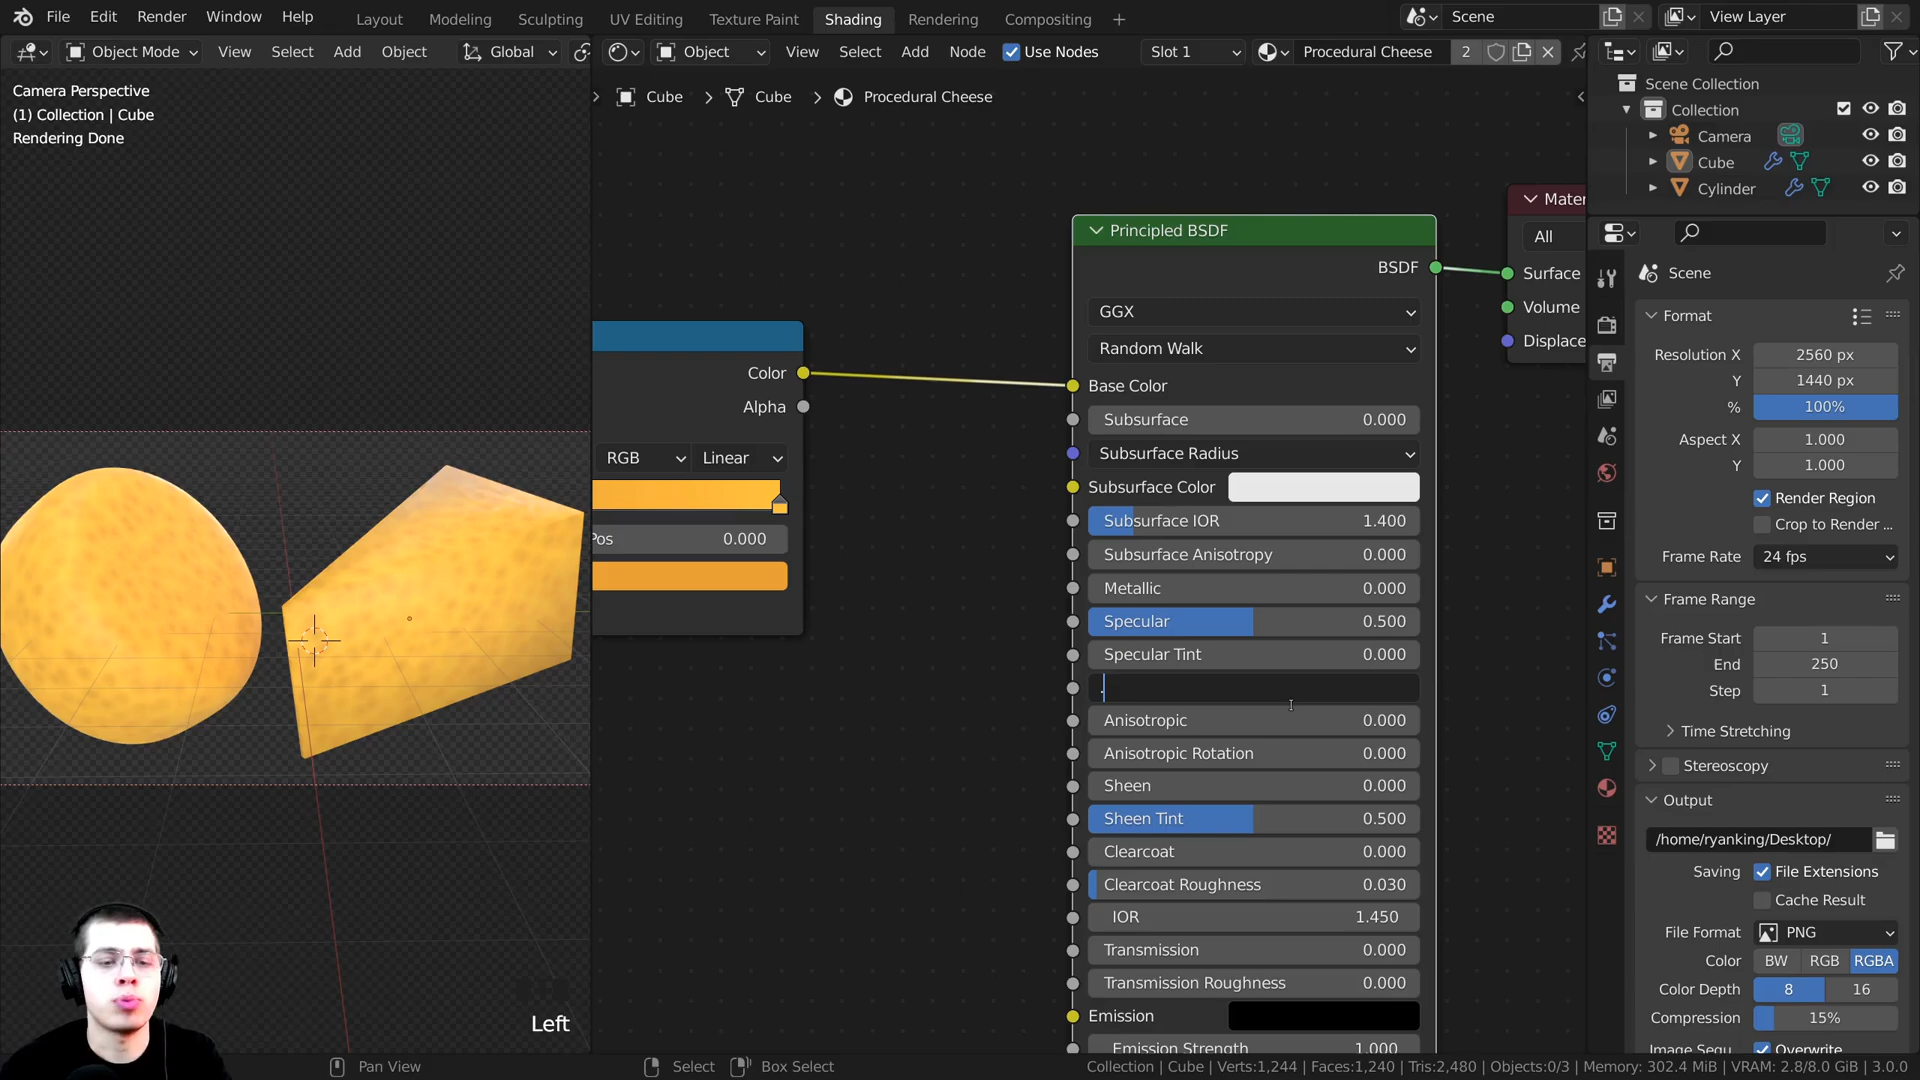 File Edit Render Window Help Layout Modeling Sculpting UV Editing Texture Paint Shading Rendering Compositing + Scene View Layer
Object Mode View Select Add Object Global Object View Select Add Node Use Nodes Slot 1 Procedural Cheese 2
Camera Perspective
(1) Collection | Cube
Rendering Done
Cube > Cube > Procedural Cheese
Color
Alpha
RGB Linear
Pos 0.000
Principled BSDF
BSDF
GGX
Random Walk
Base Color
Subsurface 0.000
Subsurface Radius
Subsurface Color
Subsurface IOR 1.400
Subsurface Anisotropy 0.000
Metallic 0.000
Specular 0.500
Specular Tint 0.000
.
Anisotropic 0.000
Anisotropic Rotation 0.000
Sheen 0.000
Sheen Tint 0.500
Clearcoat 0.000
Clearcoat Roughness 0.030
IOR 1.450
Transmission 0.000
Transmission Roughness 0.000
Emission
Emission Strength 1.000
Mater
All
Surface
Volume
Displace
Scene Collection
Collection
Camera
Cube
Cylinder
Scene
Format
Resolution X 2560 px
Y 1440 px
% 100%
Aspect X 1.000
Y 1.000
Render Region
Crop to Render ...
Frame Rate 24 fps
Frame Range
Frame Start 1
End 250
Step 1
Time Stretching
Stereoscopy
Output
/home/ryanking/Desktop/
Saving File Extensions
Cache Result
File Format PNG
Color BW RGB RGBA
Color Depth 8 16
Compression 15%
Image Sequ... Overwrite
Left
Pan View Select Box Select Collection | Cube | Verts:1,244 | Faces:1,240 | Tris:2,480 | Objects:0/3 | Memory: 302.4 MiB | VRAM: 2.8/8.0 GiB | 3.0.0